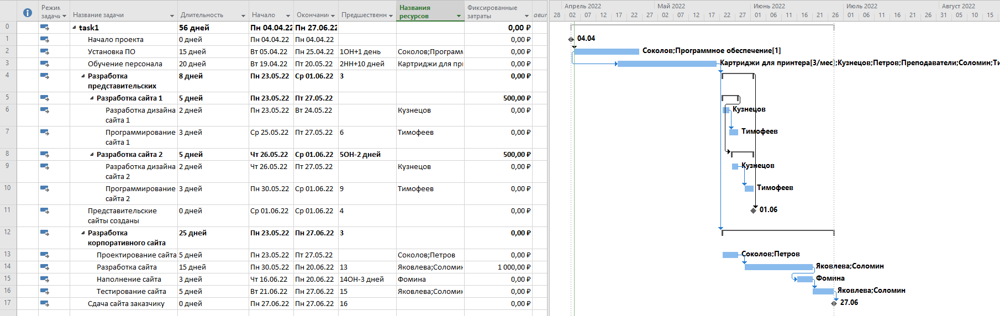 Апрель 2022 Май 2022 Июнь 2022 Июль 2022 Август 2022
Режим задачи Название задачи Длительность Начало Окончани Предшественн Названия ресурсов Фиксированные затраты
28 02 07 12 17 22 27 02 07 12 17 22 27 01 06 11 16 21 26 01 06 11 16 21 26 31 05 10 15
0 task1 56 дней Пн 04.04.22 Пн 27.06.22 0,00 ₽
1 Начало проекта 0 дней Пн 04.04.22 Пн 04.04.22 0,00 ₽ 04.04
2 Установка ПО 15 дней Вт 05.04.22 Пн 25.04.22 1ОН+1 день Соколов;Программ 0,00 ₽ Соколов;Программное обеспечение[1]
3 Обучение персонала 20 дней Вт 19.04.22 Пт 20.05.22 2НН+10 дней Картриджи для при 0,00 ₽ Картриджи для принтера[3/мес];Кузнецов;Петров;Преподаватели;Соломин;Ти
4 Разработка 8 дней Пн 23.05.22 Ср 01.06.22 3 0,00 ₽
представительских
5 Разработка сайта 1 5 дней Пн 23.05.22 Пт 27.05.22 500,00 ₽
6 Разработка дизайна 2 дней Пн 23.05.22 Вт 24.05.22 Кузнецов 0,00 ₽ Кузнецов
сайта 1
7 Программирование 3 дней Ср 25.05.22 Пт 27.05.22 6 Тимофеев 0,00 ₽ Тимофеев
сайта 1
8 Разработка сайта 2 5 дней Чт 26.05.22 Ср 01.06.22 5ОН-2 дней 500,00 ₽
9 Разработка дизайна 2 дней Чт 26.05.22 Пт 27.05.22 Кузнецов 0,00 ₽ Кузнецов
сайта 2
10 Программирование 3 дней Пн 30.05.22 Ср 01.06.22 9 Тимофеев 0,00 ₽ Тимофеев
сайта 2
11 Представительские 0 дней Ср 01.06.22 Ср 01.06.22 4 0,00 ₽ 01.06
сайты созданы
12 Разработка 25 дней Пн 23.05.22 Пн 27.06.22 3 0,00 ₽
корпоративного сайта
13 Проектирование сайта 5 дней Пн 23.05.22 Пт 27.05.22 Соколов;Петров 0,00 ₽ Соколов;Петров
14 Разработка сайта 15 дней Пн 30.05.22 Пн 20.06.22 13 Яковлева;Соломин 1 000,00 ₽ Яковлева;Соломин
15 Наполнение сайта 3 дней Чт 16.06.22 Пн 20.06.22 14ОН-3 дней Фомина 0,00 ₽ Фомина
16 Тестирование сайта 5 дней Вт 21.06.22 Пн 27.06.22 15 Яковлева;Соломин 0,00 ₽ Яковлева;Соломин
17 Сдача сайта заказчику 0 дней Пн 27.06.22 Пн 27.06.22 16 0,00 ₽ 27.06